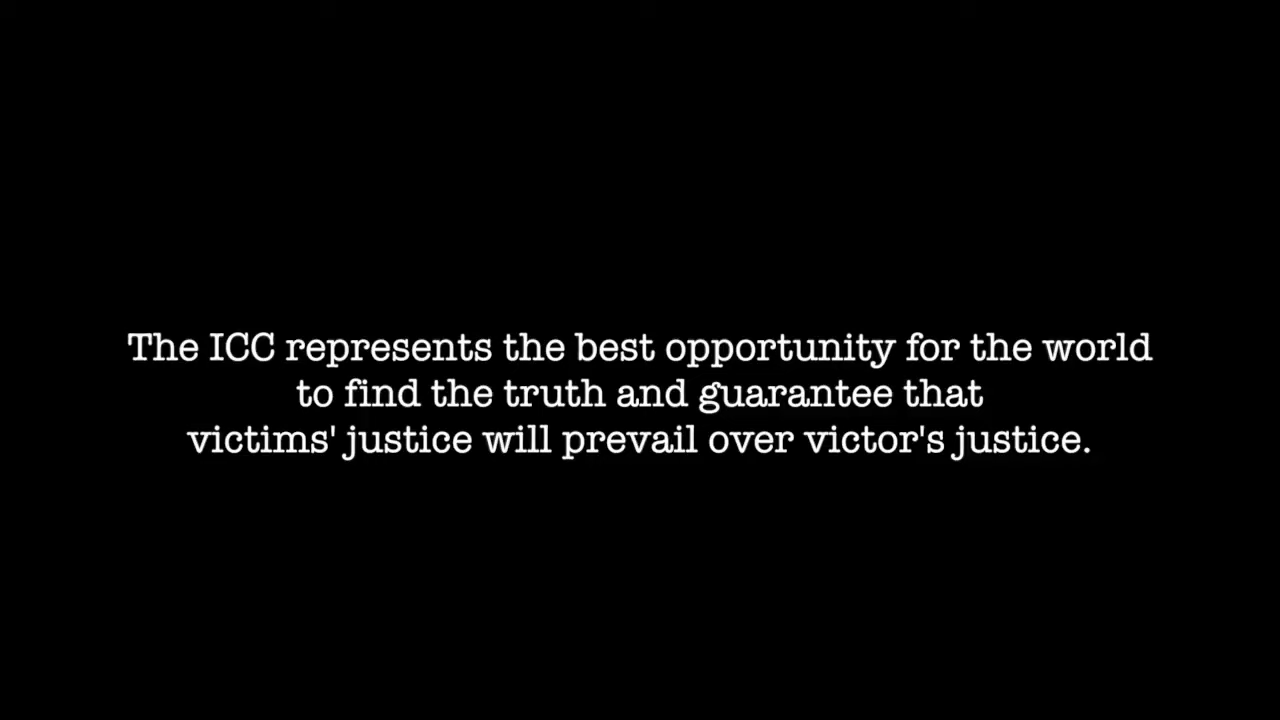 The ICC represents the best opportunity for the world
to find the truth and guarantee that
victims' justice will prevail over victor's justice.